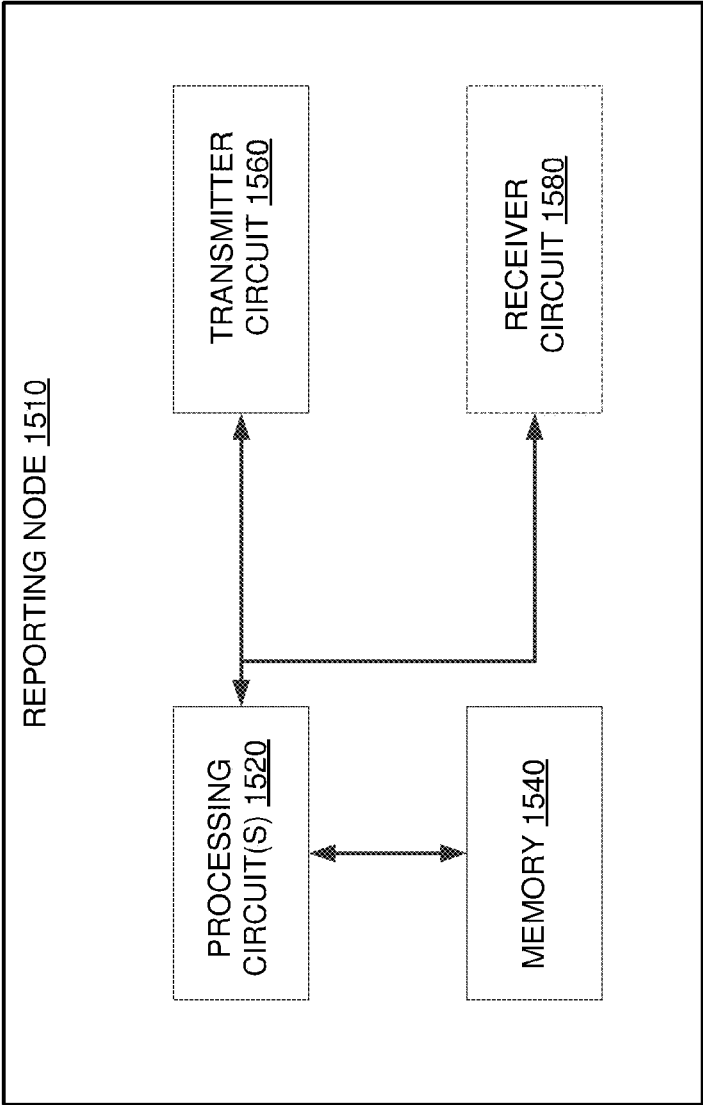 REPORTING NODE 1510
PROCESSING
CIRCUIT(S) 1520
TRANSMITTER
CIRCUIT 1560
MEMORY 1540
RECEIVER
CIRCUIT 1580